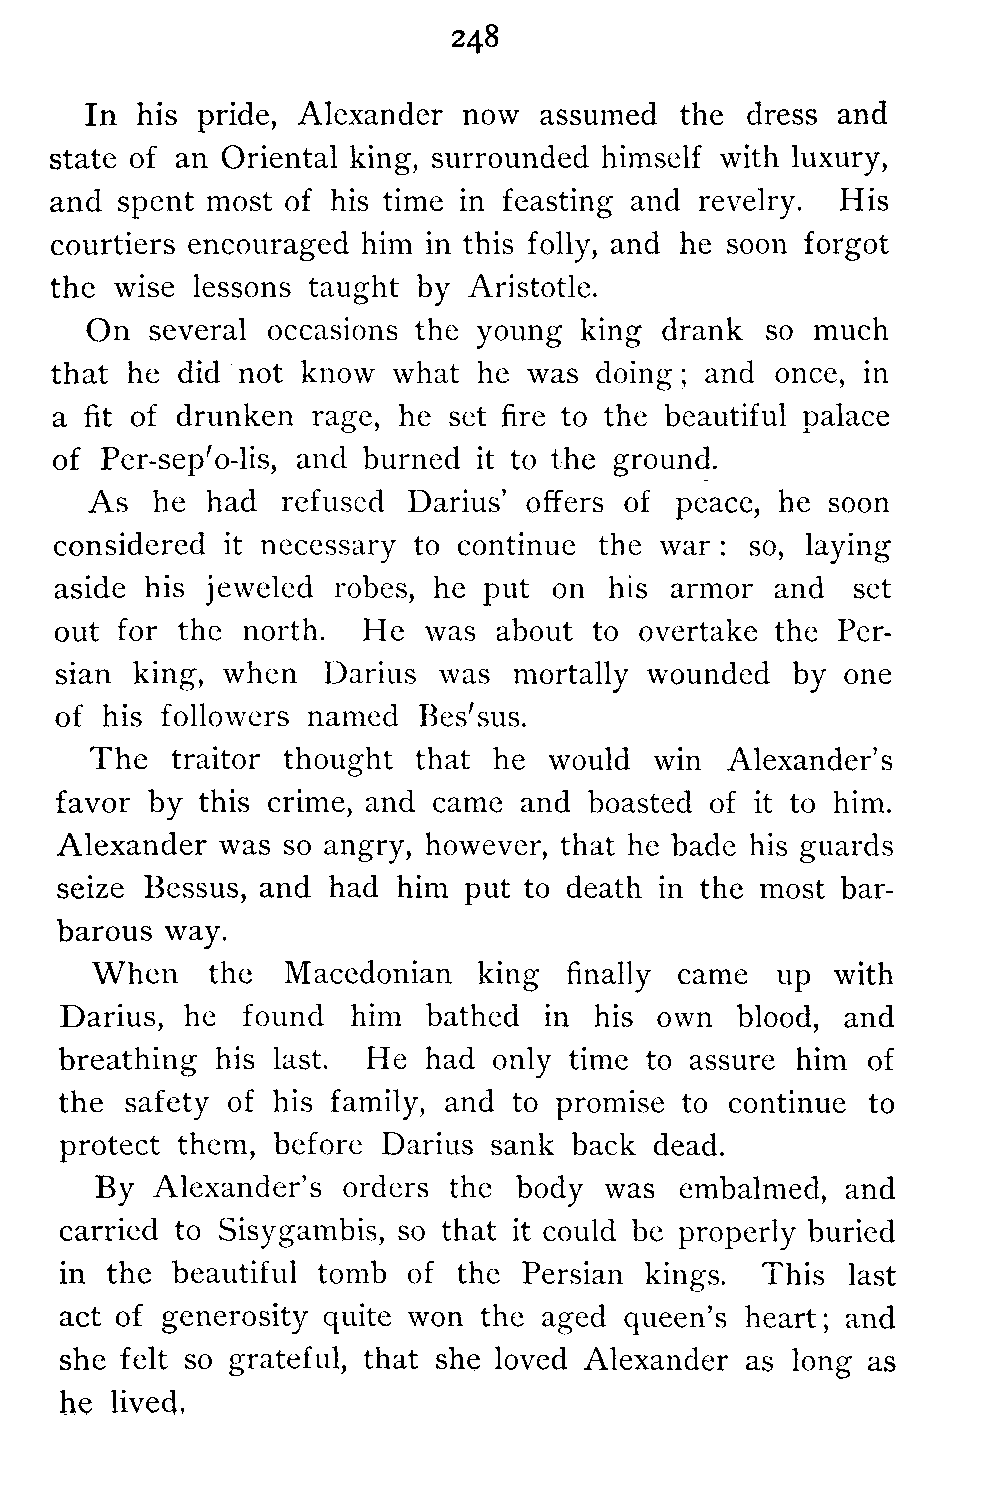 248
In his pride, Alexander now assumed the dress and
state of an Oriental king, surrounded himself with luxury,
and spent most of his time in feasting and revelry. His
courtiers encouraged him in this folly, and he soon forgot
the wise lessons taught by Aristotle.
On several occasions the young king drank so much
that he did not know what he was doing; and once, in
a fit of drunken rage, he set fire to the beautiful palace
of Per-sep′o-lis, and burned it to the ground.
As he had refused Darius' offers of peace, he soon
considered it necessary to continue the war: so, laying
aside his jeweled robes, he put on his armor and set
out for the north. He was about to overtake the Per-
sian king, when Darius was mortally wounded by one
of his followers named Bes′sus.
The traitor thought that he would win Alexander's
favor by this crime, and came and boasted of it to him.
Alexander was so angry, however, that he bade his guards
seize Bessus, and had him put to death in the most bar-
barous way.
When the Macedonian king finally came up with
Darius, he found him bathed in his own blood, and
breathing his last. He had only time to assure him of
the safety of his family, and to promise to continue to
protect them, before Darius sank back dead.
By Alexander's orders the body was embalmed, and
carried to Sisygambis, so that it could be properly buried
in the beautiful tomb of the Persian kings. This last
act of generosity quite won the aged queen's heart; and
she felt so grateful, that she loved Alexander as long as
he lived.